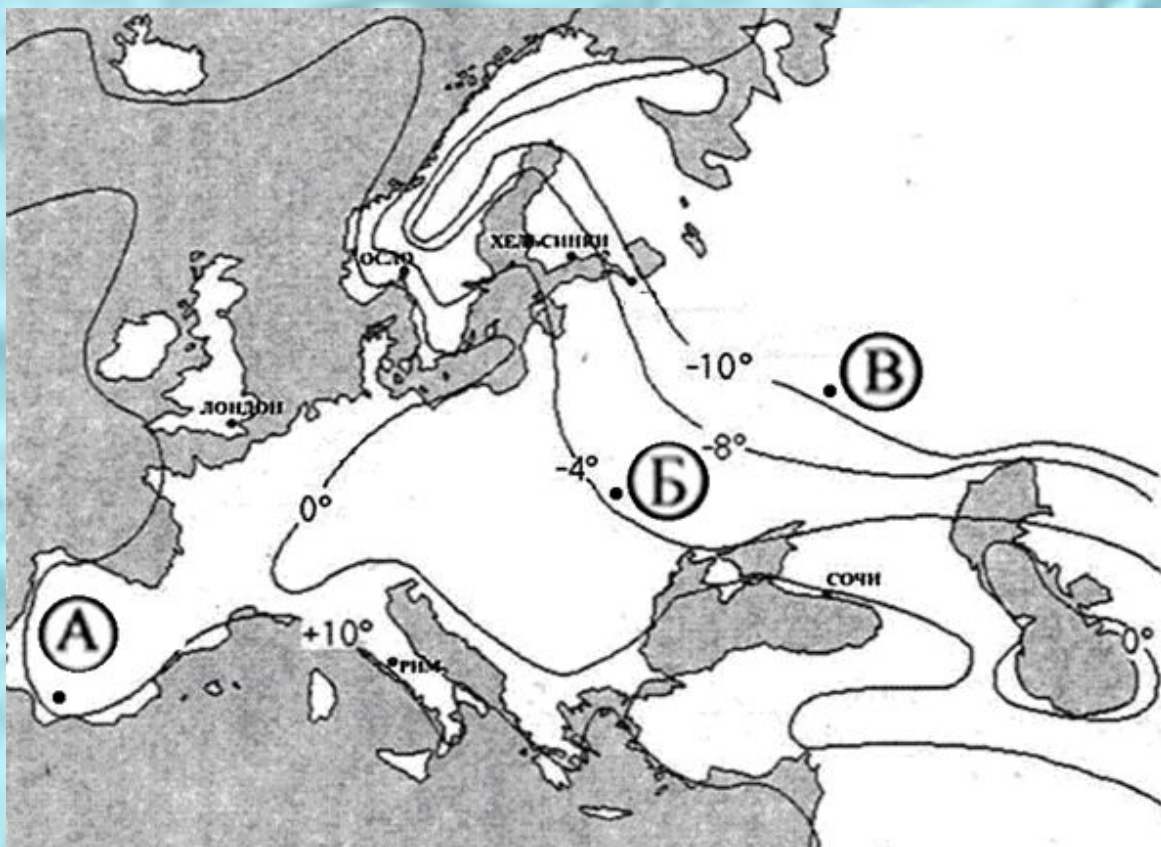 ХЕЛЬСИНКИ
ОСЛО
-10°
В
ЛОНДОН
-8°
-4°
Б
0°
СОЧИ
А
+10°
РИМ
0°